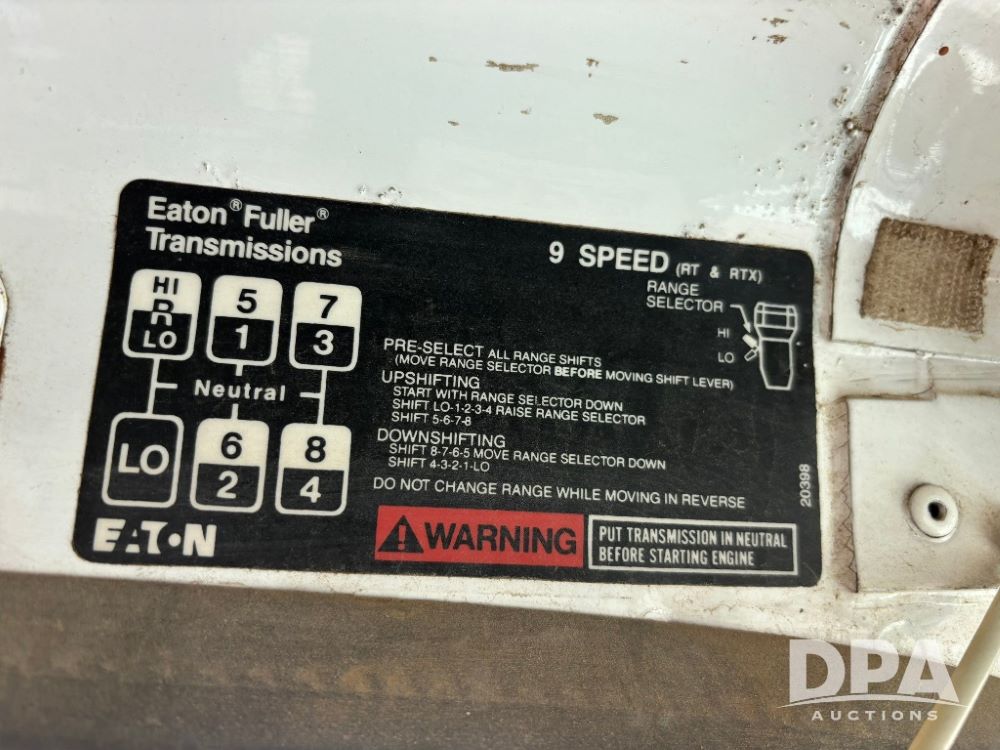 Eaton® Fuller®
Transmissions
9 SPEED (RT & RTX)
HI
R
LO
5
1
7
3
Neutral
LO
6
2
8
4
RANGE
SELECTOR
HI
LO
PRE-SELECT ALL RANGE SHIFTS
(MOVE RANGE SELECTOR BEFORE MOVING SHIFT LEVER)
UPSHIFTING
START WITH RANGE SELECTOR DOWN
SHIFT LO-1-2-3-4 RAISE RANGE SELECTOR
SHIFT 5-6-7-8
DOWNSHIFTING
SHIFT 8-7-6-5 MOVE RANGE SELECTOR DOWN
SHIFT 4-3-2-1-LO
DO NOT CHANGE RANGE WHILE MOVING IN REVERSE
20398
EATON
WARNING
PUT TRANSMISSION IN NEUTRAL
BEFORE STARTING ENGINE
DPA
AUCTIONS